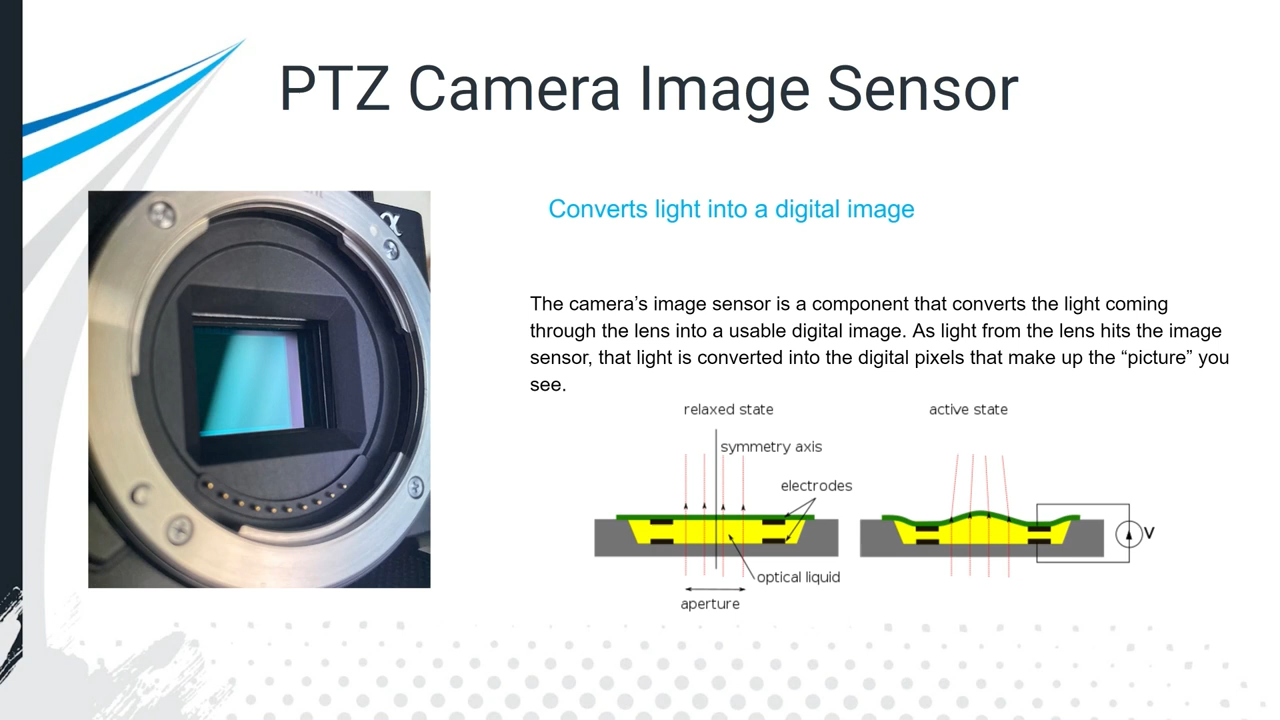 PTZ Camera Image Sensor
α
Converts light into a digital image
The camera’s image sensor is a component that converts the light coming
through the lens into a usable digital image. As light from the lens hits the image
sensor, that light is converted into the digital pixels that make up the “picture” you
see.
relaxed state
active state
symmetry axis
electrodes
V
optical liquid
aperture